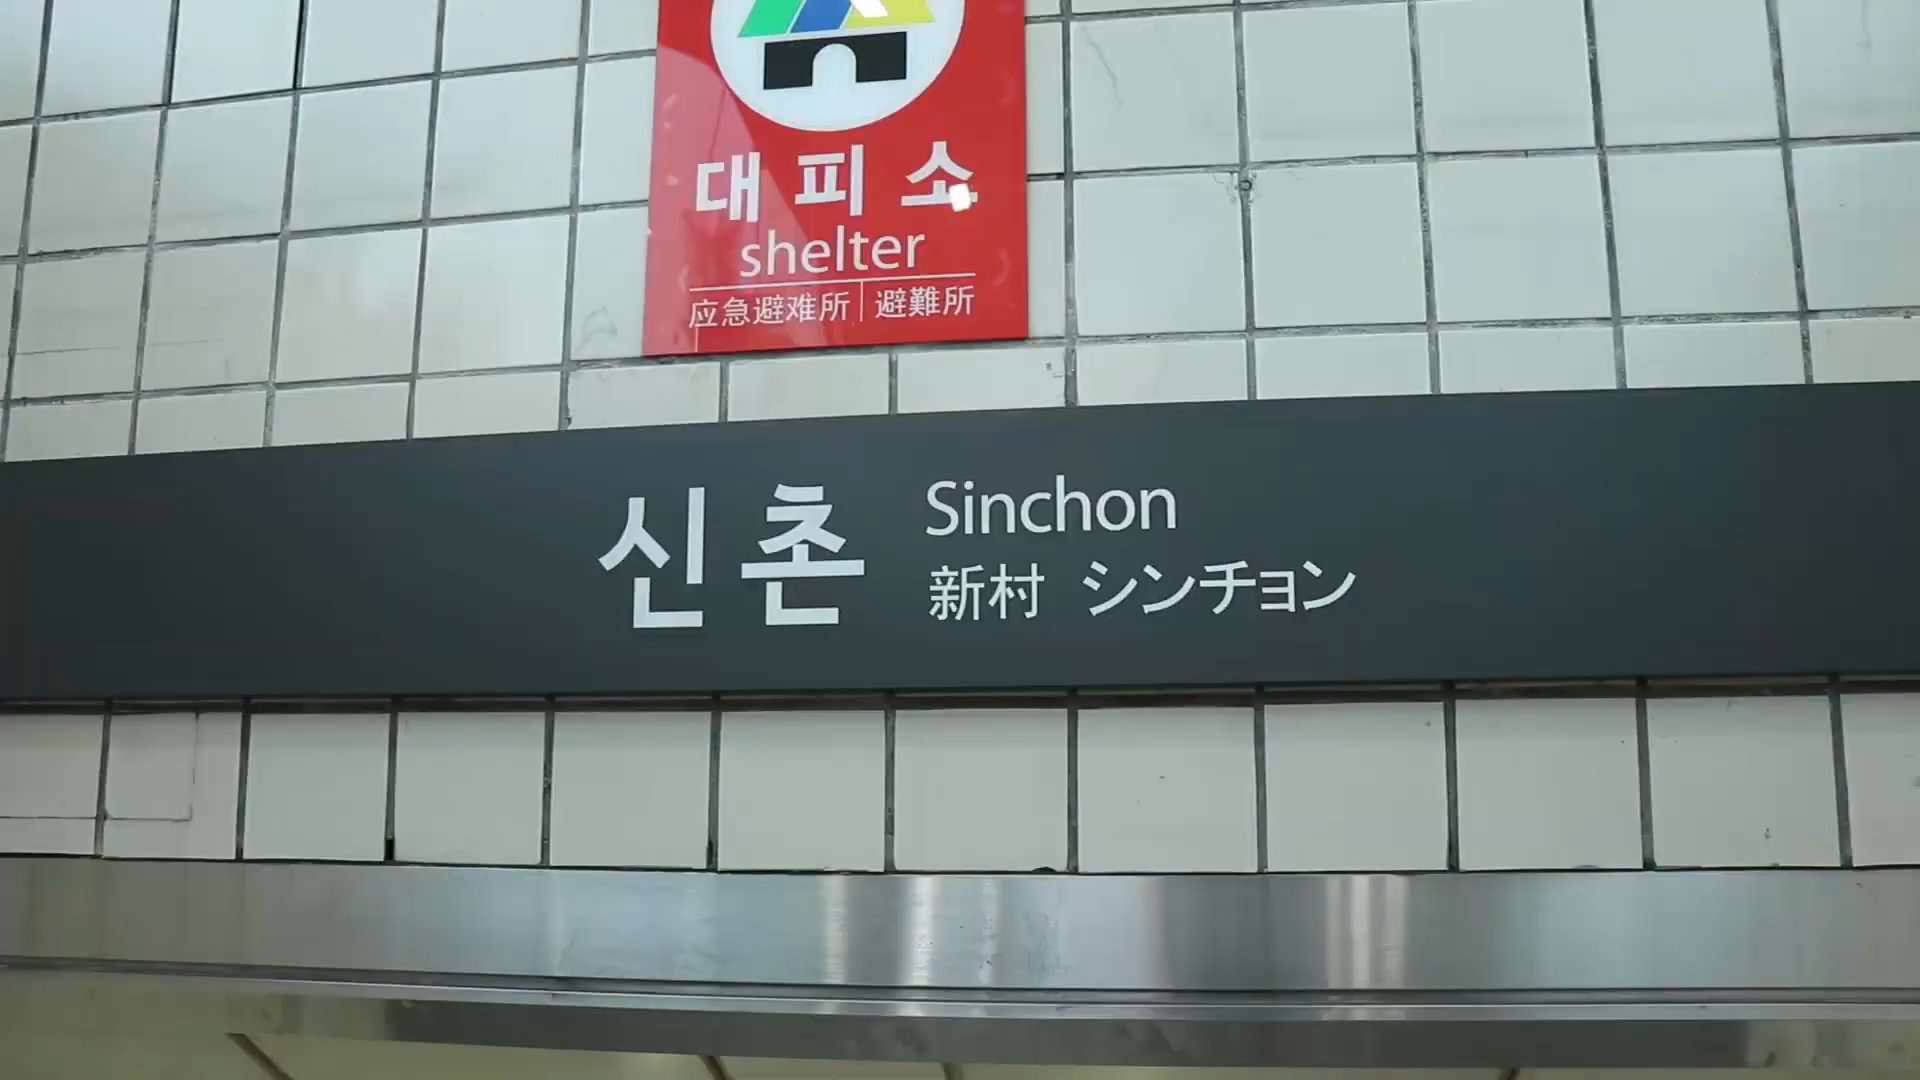 대피소
shelter
应急避难所 | 避難所
신촌
Sinchon
新村 シンチョン